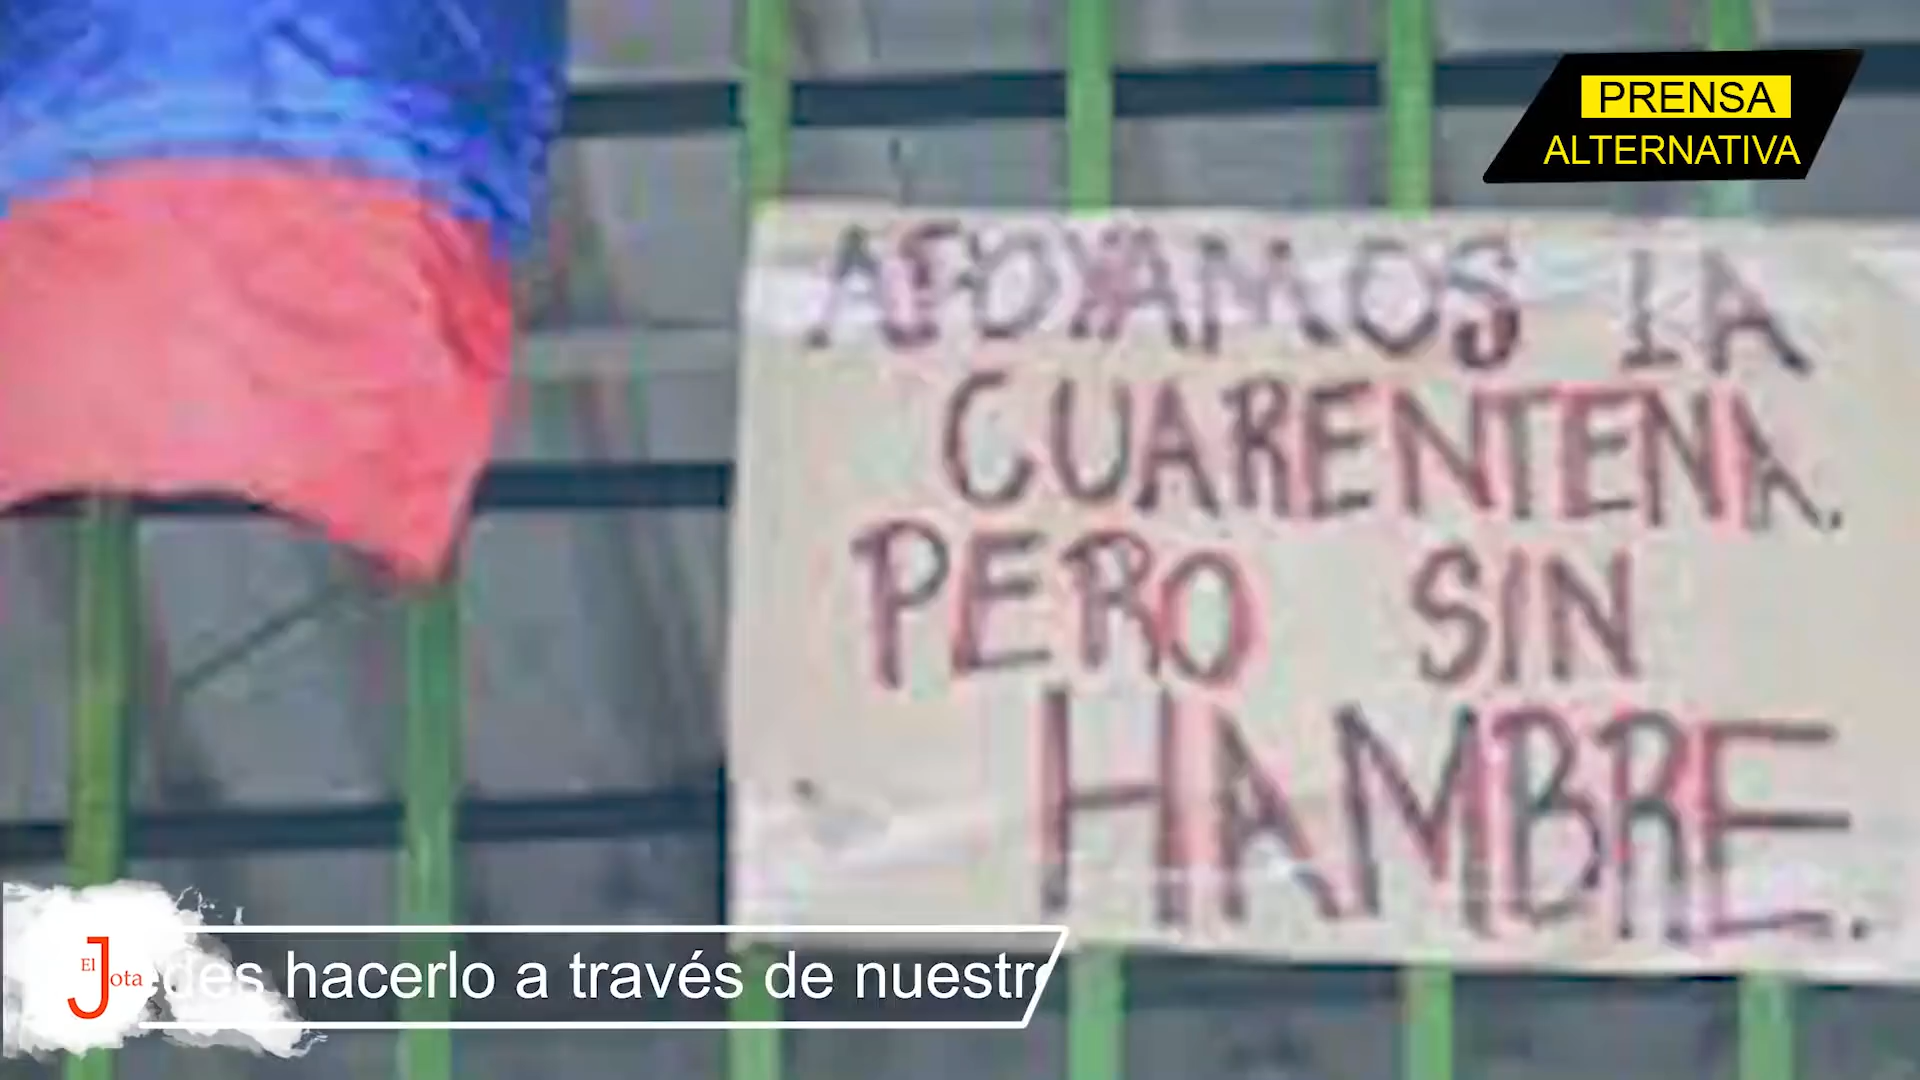 PRENSA
ALTERNATIVA
APOYAMOS LA
CUARENTENA.
PERO SIN
HAMBRE.
El Jota
hacerlo a través de